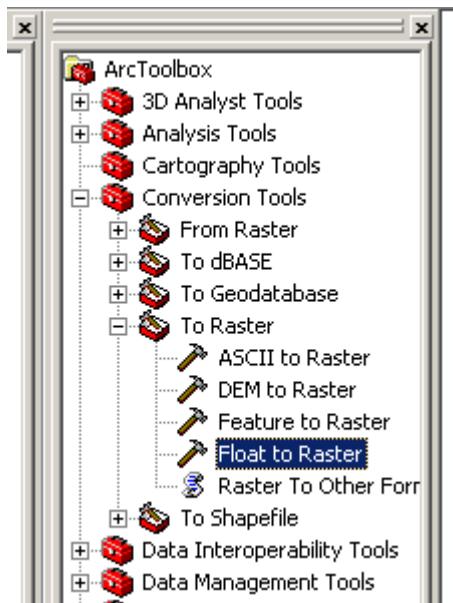 ArcToolbox
3D Analyst Tools
Analysis Tools
Cartography Tools
Conversion Tools
From Raster
To dBASE
To Geodatabase
To Raster
ASCII to Raster
DEM to Raster
Feature to Raster
Float to Raster
Raster To Other Forr
To Shapefile
Data Interoperability Tools
Data Management Tools